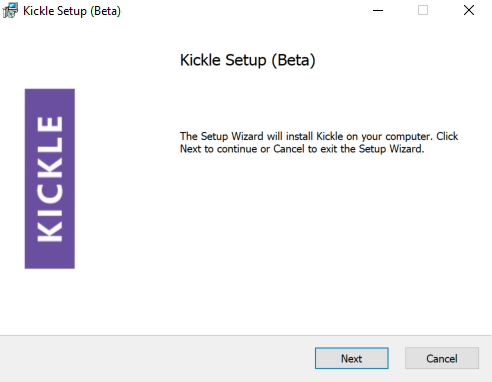 Kickle Setup (Beta)
Kickle Setup (Beta)
KICKLE
The Setup Wizard will install Kickle on your computer. Click
Next to continue or Cancel to exit the Setup Wizard.
Next
Cancel